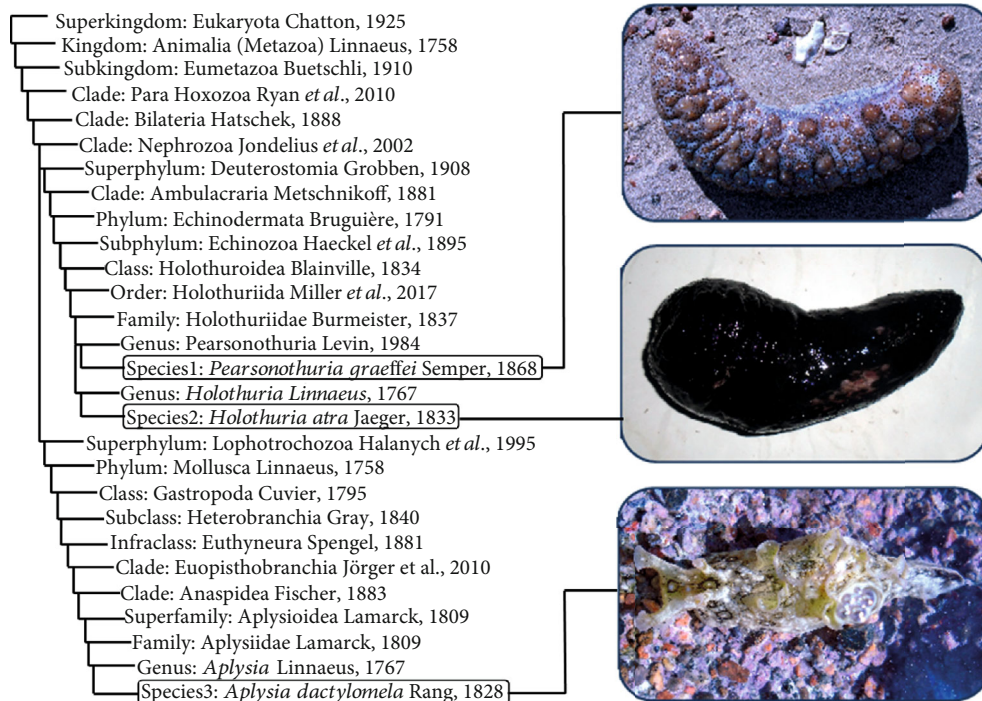 Superkingdom: Eukaryota Chatton, 1925
Kingdom: Animalia (Metazoa) Linnaeus, 1758
Subkingdom: Eumetazoa Buetschli, 1910
Clade: Para Hoxozoa Ryan et al., 2010
Clade: Bilateria Hatschek, 1888
Clade: Nephrozoa Jondelius et al., 2002
Superphylum: Deuterostomia Grobben, 1908
Clade: Ambulacraria Metschnikoff, 1881
Phylum: Echinodermata Bruguière, 1791
Subphylum: Echinozoa Haeckel et al., 1895
Class: Holothuroidea Blainville, 1834
Order: Holothuriida Miller et al., 2017
Family: Holothuriidae Burmeister, 1837
Genus: Pearsonothuria Levin, 1984
Species1: Pearsonothuria graeffei Semper, 1868
Genus: Holothuria Linnaeus, 1767
Species2: Holothuria atra Jaeger, 1833
Superphylum: Lophotrochozoa Halanych et al., 1995
Phylum: Mollusca Linnaeus, 1758
Class: Gastropoda Cuvier, 1795
Subclass: Heterobranchia Gray, 1840
Infraclass: Euthyneura Spengel, 1881
Clade: Euopisthobranchia Jörger et al., 2010
Clade: Anaspidea Fischer, 1883
Superfamily: Aplysioidea Lamarck, 1809
Family: Aplysiidae Lamarck, 1809
Genus: Aplysia Linnaeus, 1767
Species3: Aplysia dactylomela Rang, 1828